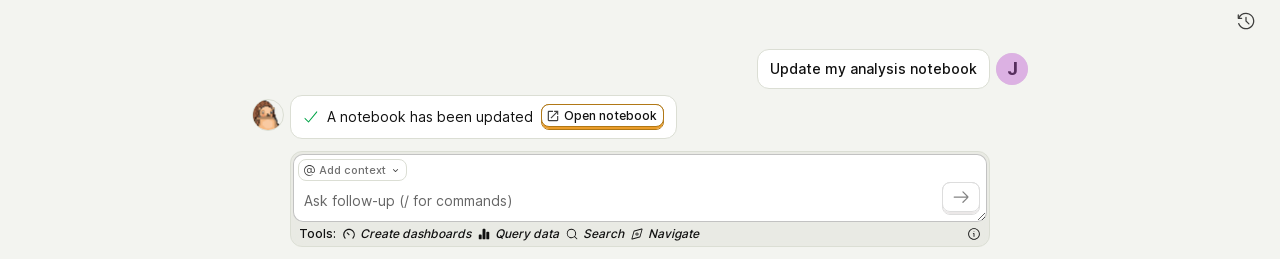 Update my analysis notebook
J
A notebook has been updated
Open notebook
@ Add context
Ask follow-up (/ for commands)
Tools: Create dashboards Query data Search Navigate